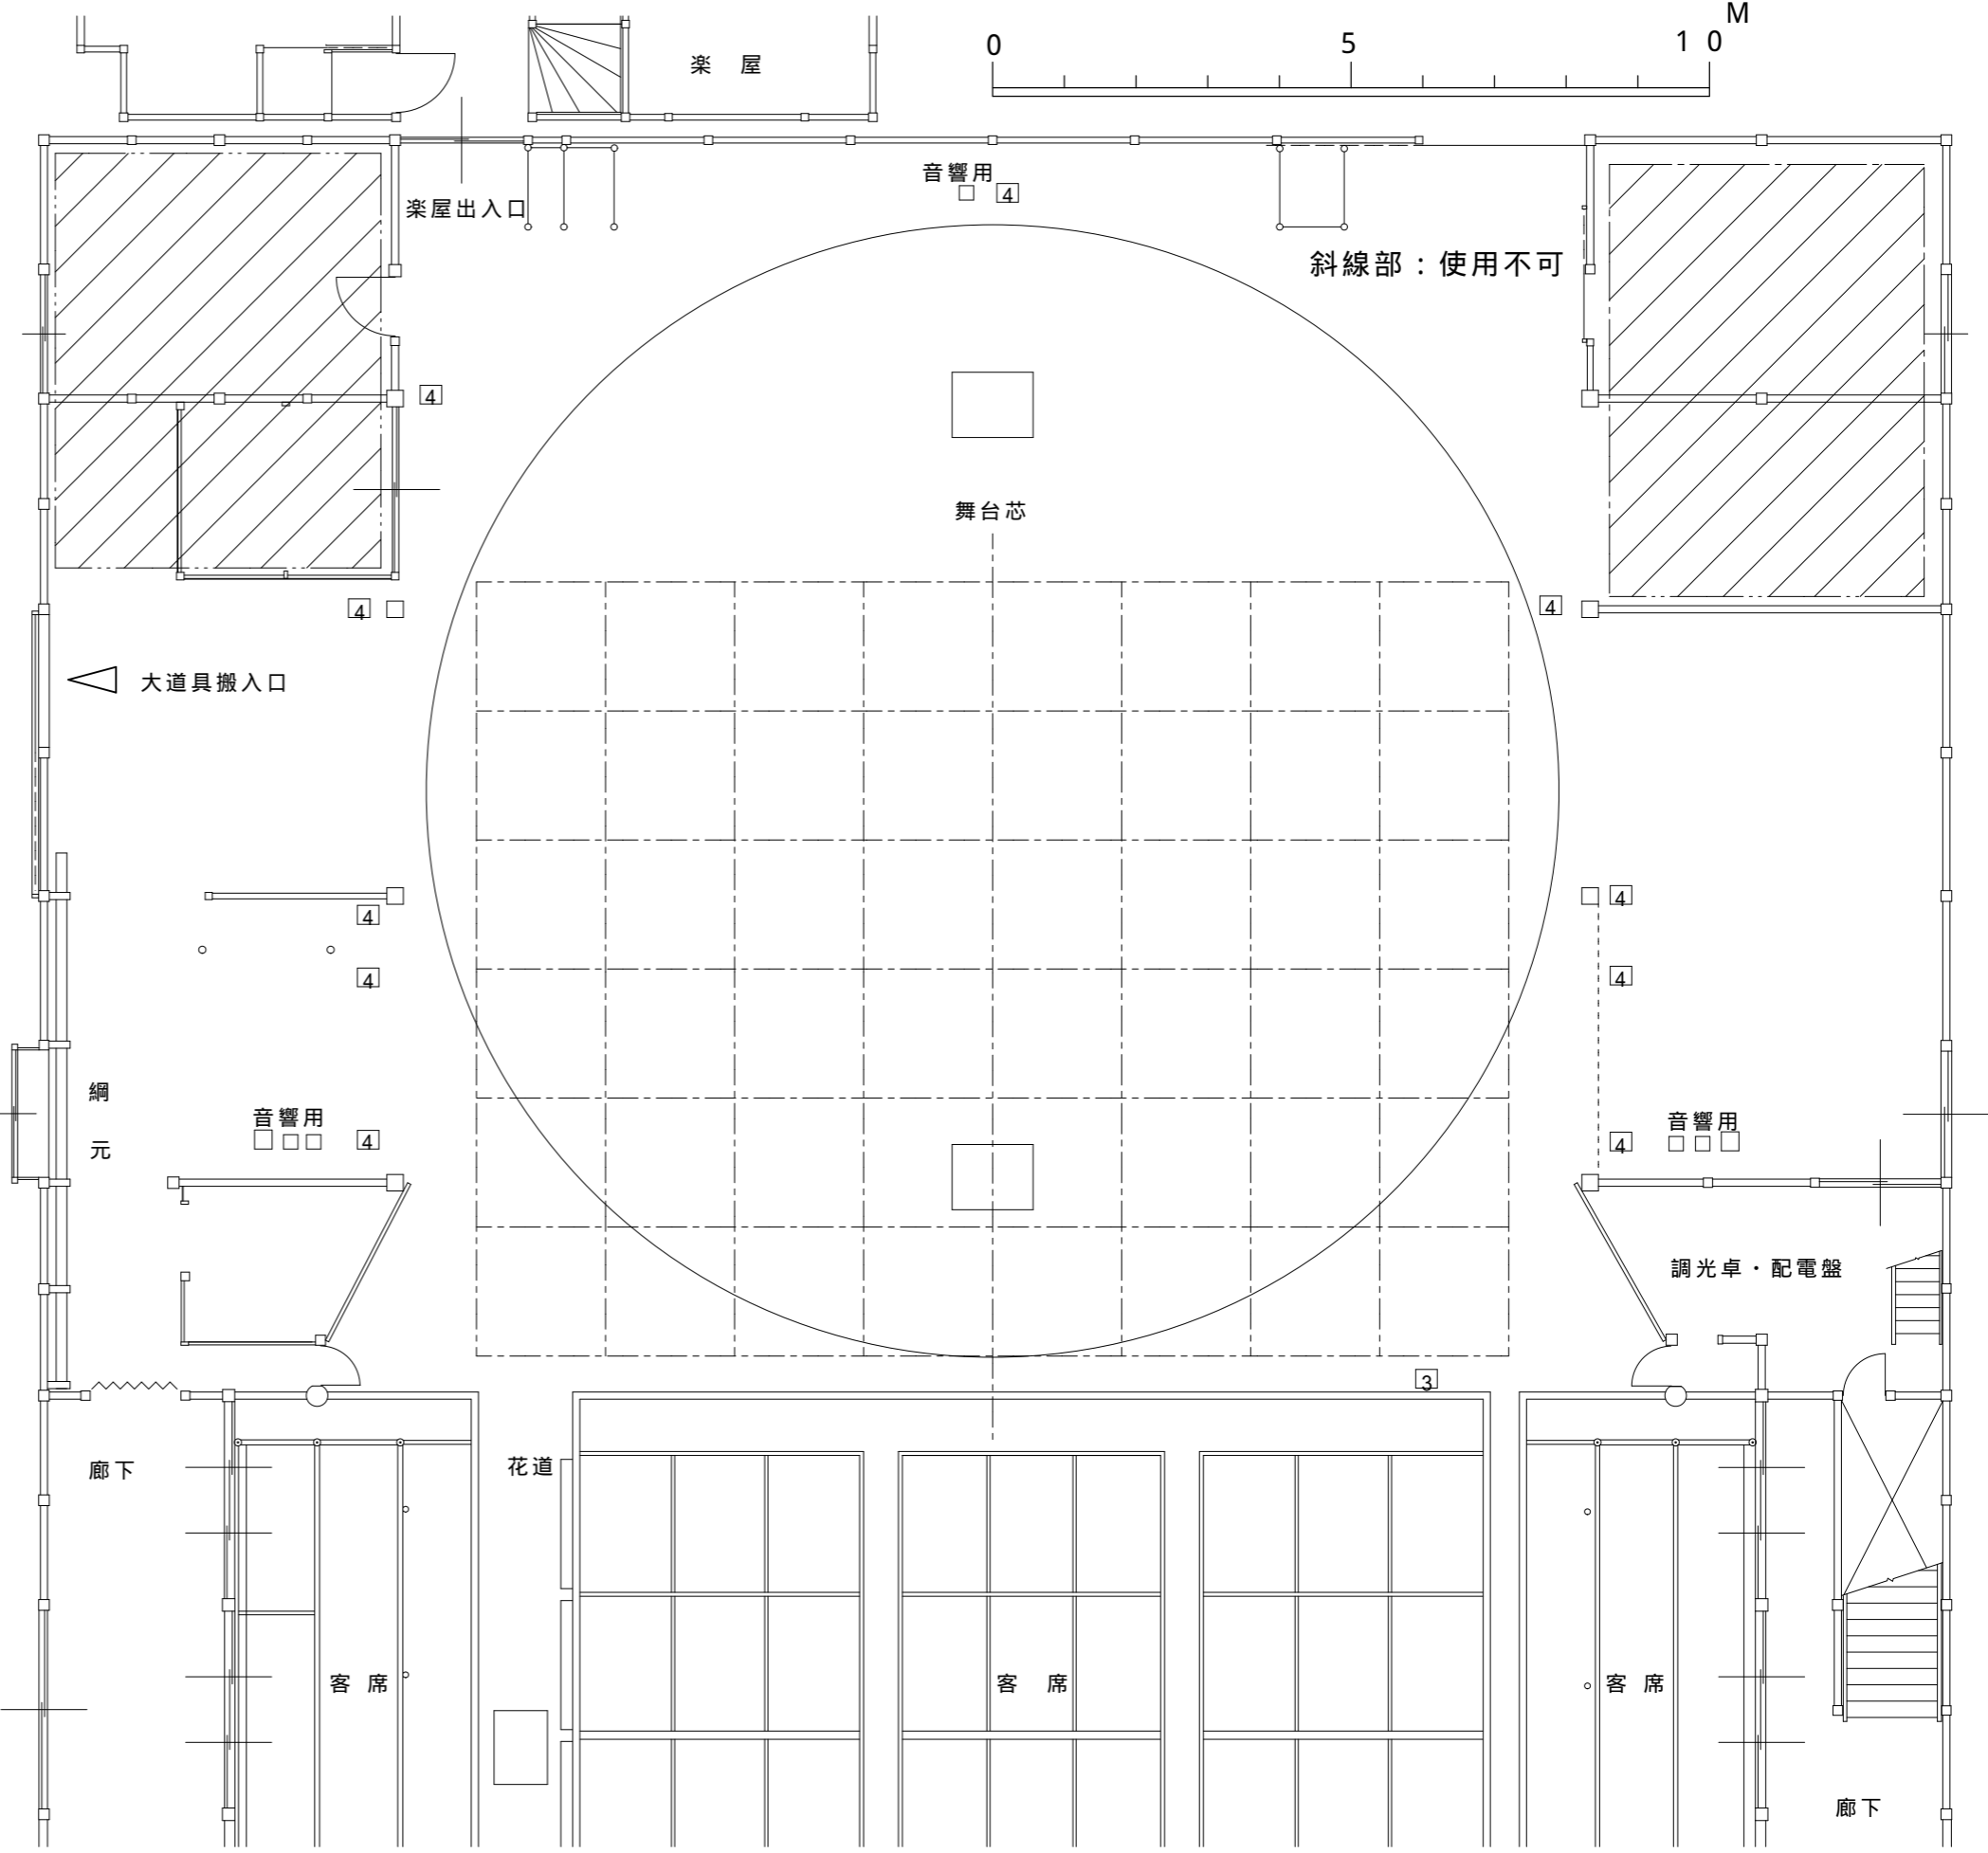 M
0 5 10
楽 屋
音響用
4
楽屋出入口
斜線部：使用不可
4
舞台芯
4
4
大道具搬入口
4
4
4
4
綱
元
音響用
4
音響用
4
調光卓・配電盤
3
花道
廊下
客 席
客 席
客 席
廊下